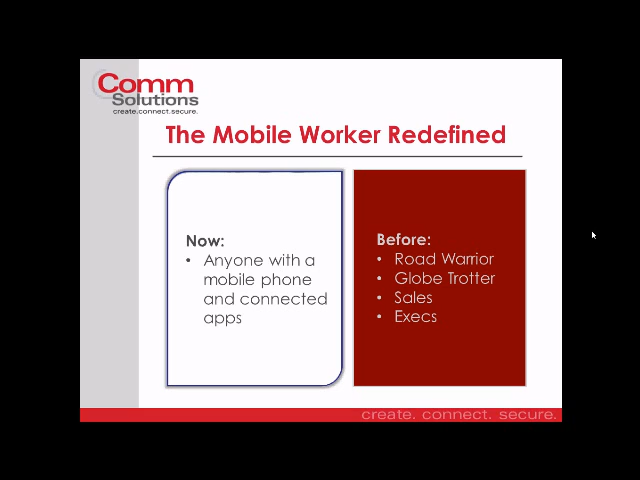 Comm
Solutions
create.connect.secure.
The Mobile Worker Redefined
Now:
• Anyone with a
mobile phone
and connected
apps
Before:
• Road Warrior
• Globe Trotter
• Sales
• Execs
create. connect. secure.